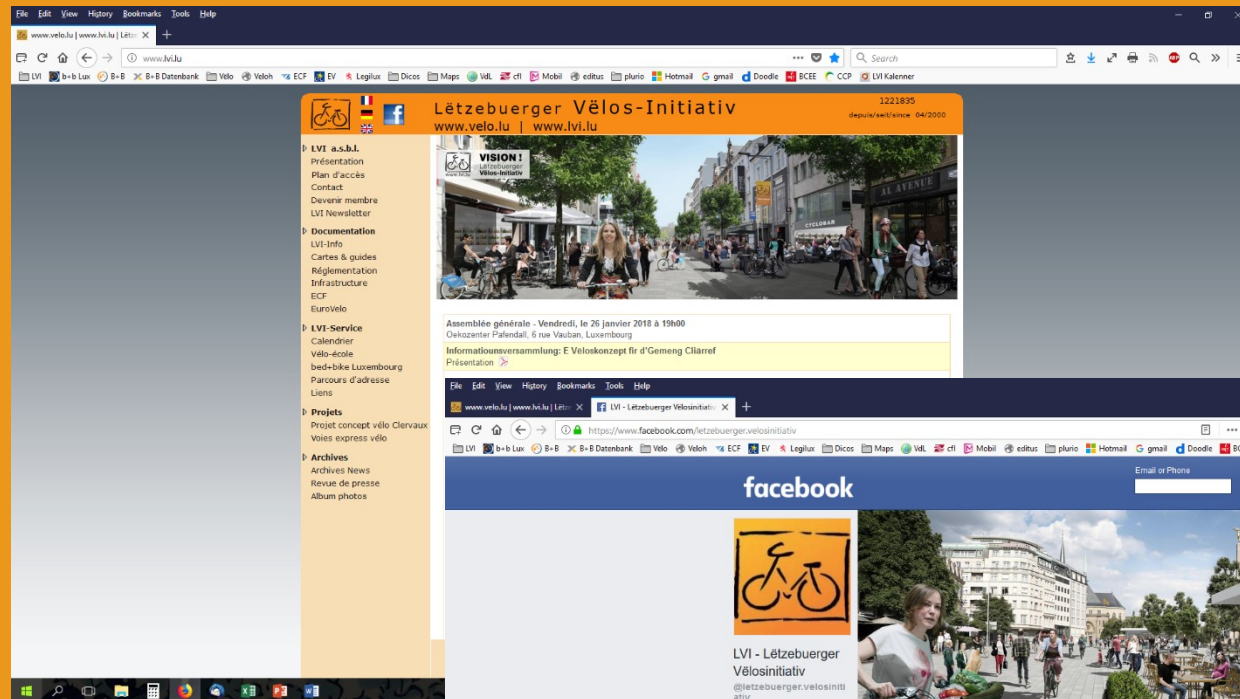 File Edit View History Bookmarks Tools Help
www.velo.lu | www.lvi.lu | Lëtze
www.lvi.lu
Search
LVI b+b Lux B+B B+B Datenbank Velo Veloh ECF EV Legilux Dicos Maps VdL cfl Mobil editus plurio Hotmail gmail Doodle BCEE CCP LVI Kalenner
Lëtzebuerger Vëlos-Initiativ
www.velo.lu | www.lvi.lu
1221835
depuis/seit/since 04/2000
LVI a.s.b.l.
Présentation
Plan d'accès
Contact
Devenir membre
LVI Newsletter
Documentation
LVI-Info
Cartes & guides
Réglementation
Infrastructure
ECF
EuroVelo
LVI-Service
Calendrier
Vélo-école
bed+bike Luxembourg
Parcours d'adresse
Liens
Projets
Projet concept vélo Clervaux
Voies express vélo
Archives
Archives News
Revue de presse
Album photos
VISION !
Lëtzebuerger
Vëlos-Initiativ
www.lvi.lu
AL AVENUE
CYCLOBAR
Assemblée générale - Vendredi, le 26 janvier 2018 à 19h00
Oekozenter Pafendall, 6 rue Vauban, Luxembourg
Informatiounsversammlung: E Vëloskonzept fir d'Gemeng Cliärref
Présentation
File Edit View History Bookmarks Tools Help
www.velo.lu | www.lvi.lu | Lëtze
LVI - Lëtzebuerger Vëlosinitiativ
https://www.facebook.com/letzebuerger.velosinitiativ
LVI b+b Lux B+B B+B Datenbank Velo Veloh ECF EV Legilux Dicos Maps VdL cfl Mobil editus plurio Hotmail gmail Doodle
facebook
Email or Phone
LVI - Lëtzebuerger
Vëlosinitiativ
@letzebuerger.velosiniti
ativ